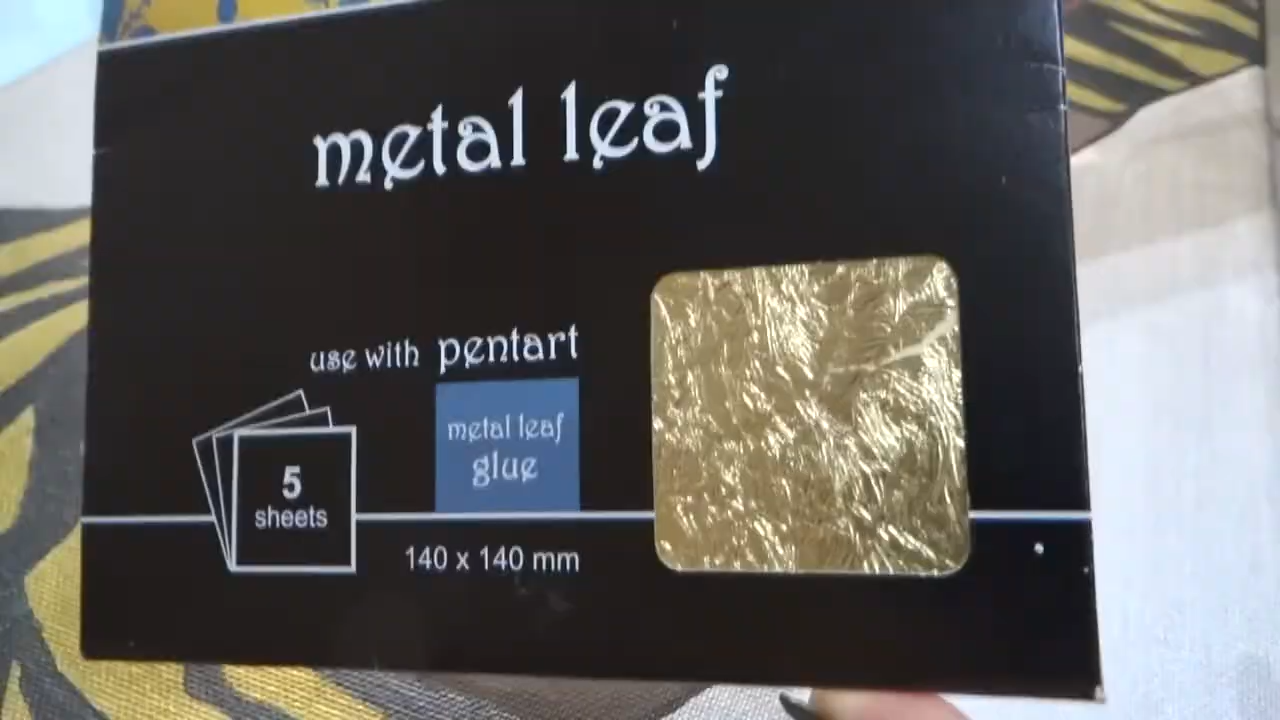 metal leaf
use with pentart
metal leaf
glue
5
sheets
140 x 140 mm